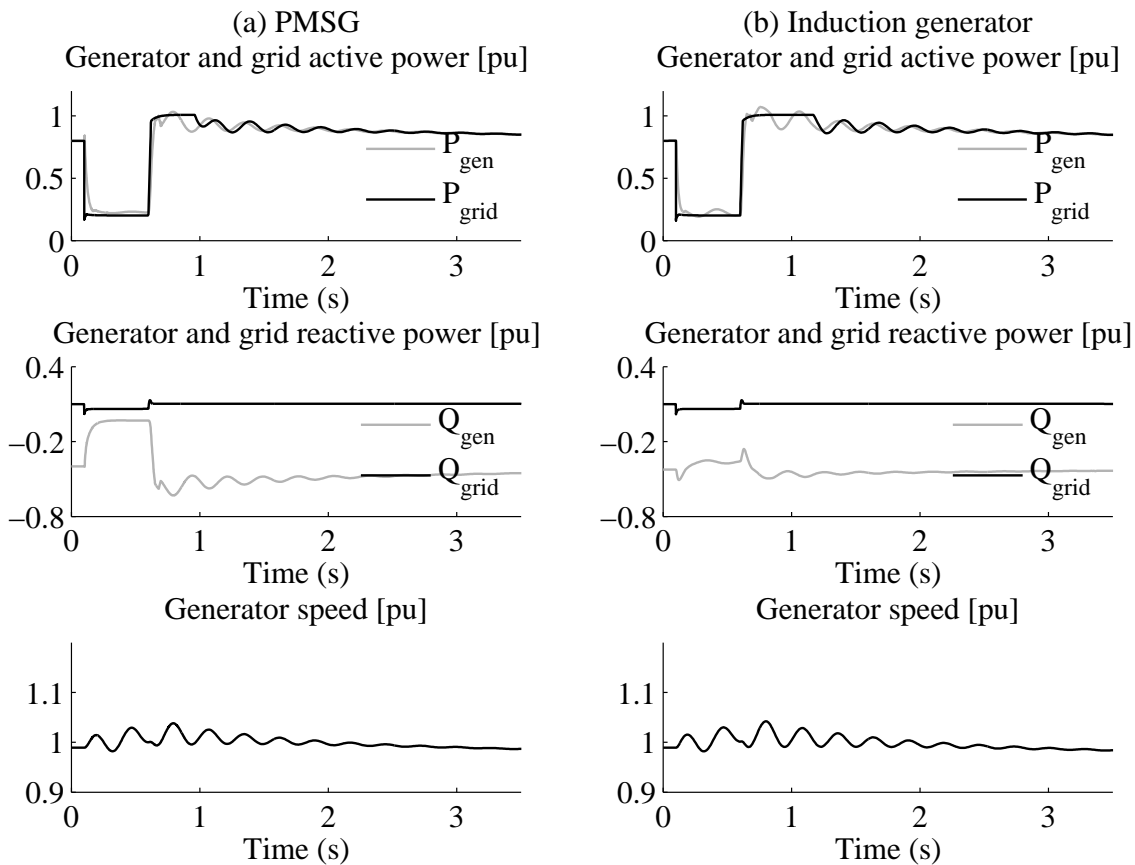 (a) PMSG
Generator and grid active power [pu]
1
0.5
0
P_gen
P_grid
0 1 2 3
Time (s)
Generator and grid reactive power [pu]
0.4
−0.2
−0.8
Q_gen
Q_grid
0 1 2 3
Time (s)
Generator speed [pu]
1.1
1
0.9
0 1 2 3
Time (s)
(b) Induction generator
Generator and grid active power [pu]
1
0.5
0
P_gen
P_grid
0 1 2 3
Time (s)
Generator and grid reactive power [pu]
0.4
−0.2
−0.8
Q_gen
Q_grid
0 1 2 3
Time (s)
Generator speed [pu]
1.1
1
0.9
0 1 2 3
Time (s)